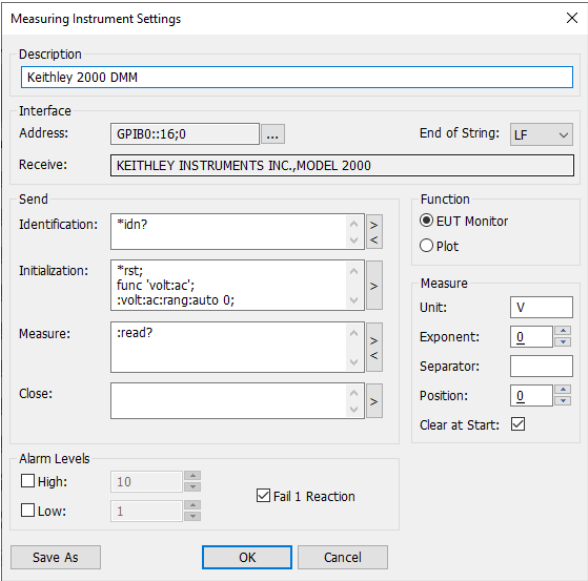 Measuring Instrument Settings
Description
Keithley 2000 DMM
Interface
Address: GPIB0::16;0 ... End of String: LF
Receive: KEITHLEY INSTRUMENTS INC.,MODEL 2000
Send
Identification: *idn? > <
Initialization: *rst;
func 'volt:ac';
:volt:ac:rang:auto 0; >
Measure: :read? > <
Close: >
Function
EUT Monitor
Plot
Measure
Unit: V
Exponent: 0
Separator:
Position: 0
Clear at Start:
Alarm Levels
High: 10
Low: 1
Fail 1 Reaction
Save As OK Cancel